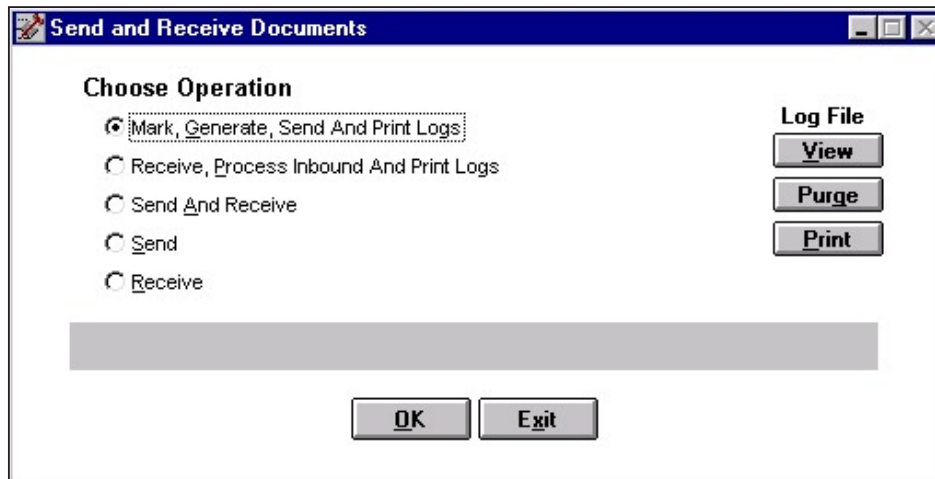 Send and Receive Documents
Choose Operation
Mark, Generate, Send And Print Logs
Receive, Process Inbound And Print Logs
Send And Receive
Send
Receive
Log File
View
Purge
Print
OK
Exit